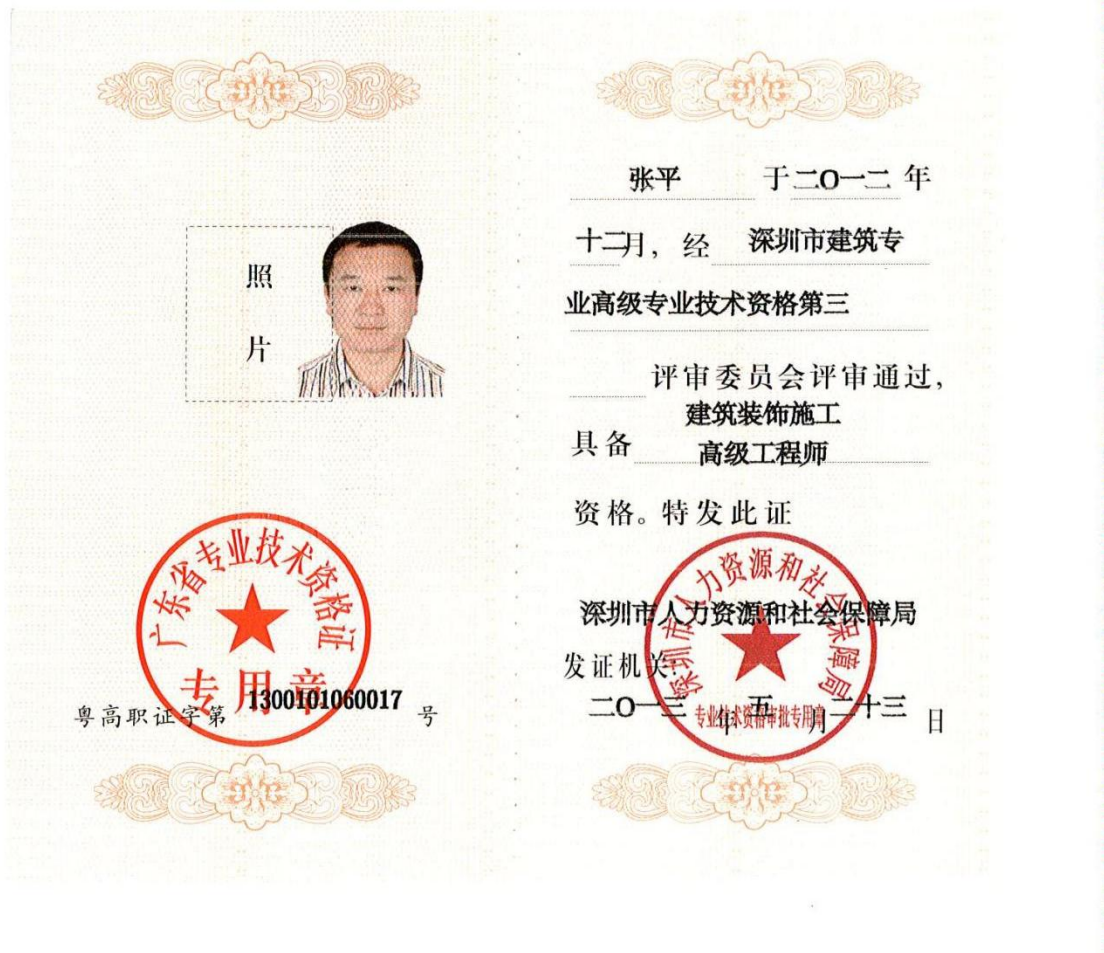 照
片
广东省专业技术资格证
专用章
粤高职证字第 1300101060017 号
张平 于二〇一二 年
十二月，经 深圳市建筑专
业高级专业技术资格第三
评审委员会评审通过，
建筑装饰施工
具备 高级工程师
资格。特发此证
深圳市人力资源和社会保障局
深圳市人力资源和社会保障局
发证机关：
二〇一三 年 五 月 二十三 日
专业技术资格审批专用章